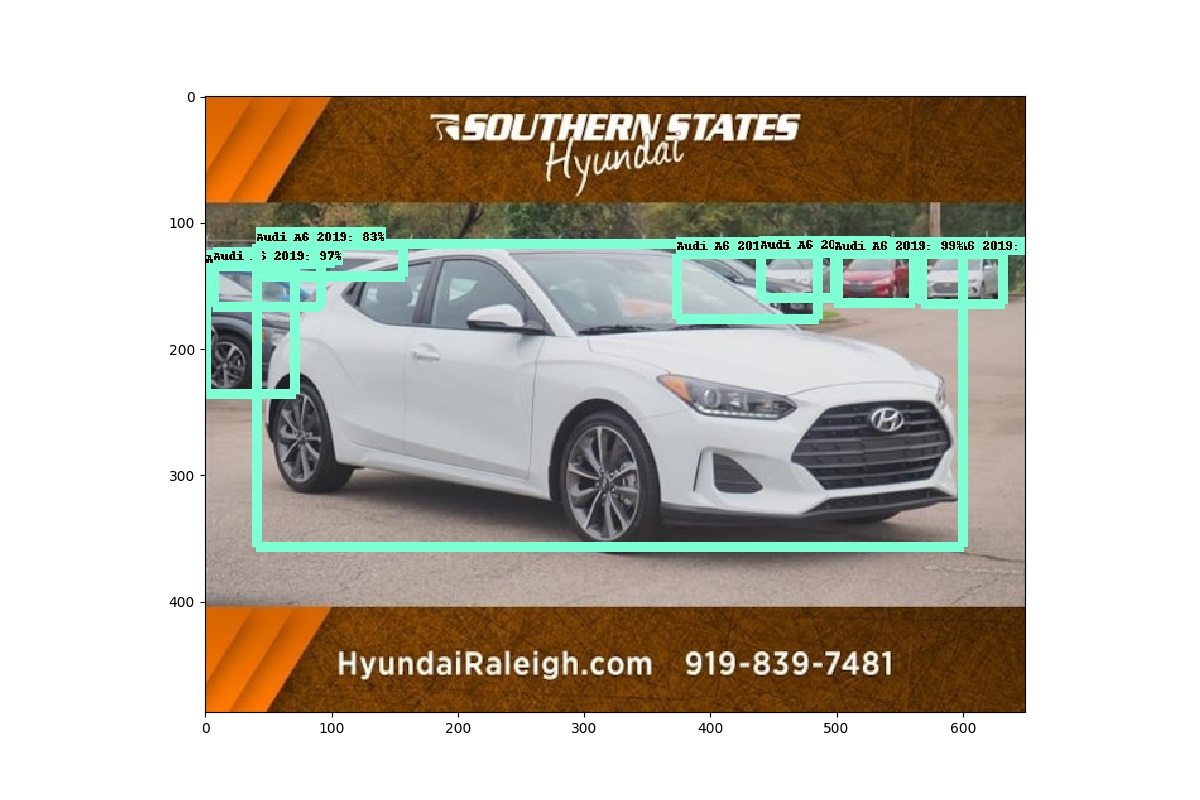 SOUTHERN STATES
Hyundai
Audi A6 2019: 83%
Audi A6 201
Audi A6 20
Audi A6 2019: 99%
A6 2019:
Audi 6 2019: 97%
HyundaiRaleigh.com 919-839-7481
0
100
200
300
400
0 100 200 300 400 500 600